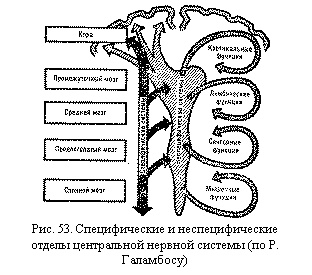 Кора
Промежуточный мозг
Средний мозг
Продолговатый мозг
Спинной мозг
Кортикальные
функции
Лимбические
функции
Сенсорные
функции
Мышечные
функции
Рис. 53. Специфические и неспецифические
отделы центральной нервной системы (по Р.
Галамбосу)